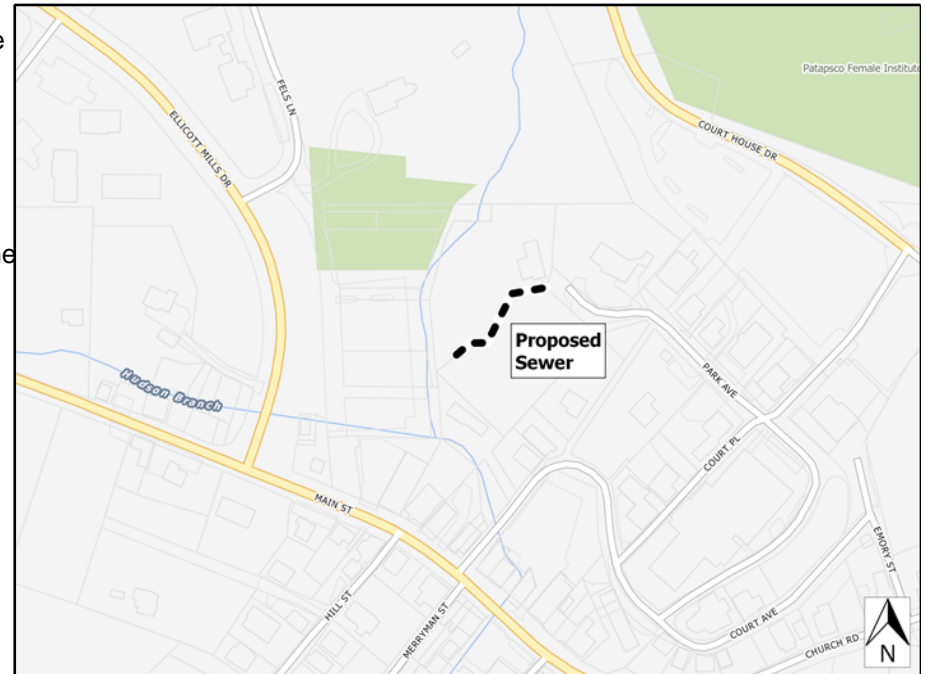 e
ne
Patapsco Female Institute
COURT HOUSE DR
FELS LN
ELLICOTT MILLS DR
Proposed
Sewer
PARK AVE
Hudson Branch
COURT PL
MAIN ST
EMORY ST
HILL ST
MERRYMAN ST
COURT AVE
CHURCH RD
N